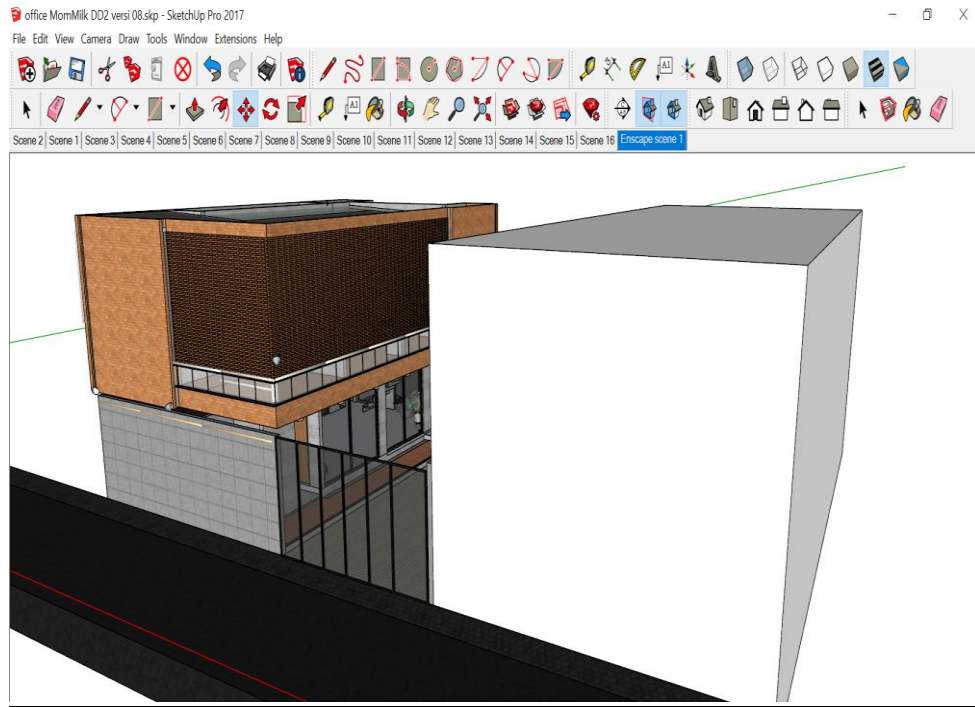 office MomMilk DD2 versi 08.skp - SketchUp Pro 2017
File Edit View Camera Draw Tools Window Extensions Help
A1
A1
Scene 2 Scene 1 Scene 3 Scene 4 Scene 5 Scene 6 Scene 7 Scene 8 Scene 9 Scene 10 Scene 11 Scene 12 Scene 13 Scene 14 Scene 15 Scene 16 Enscape scene 1